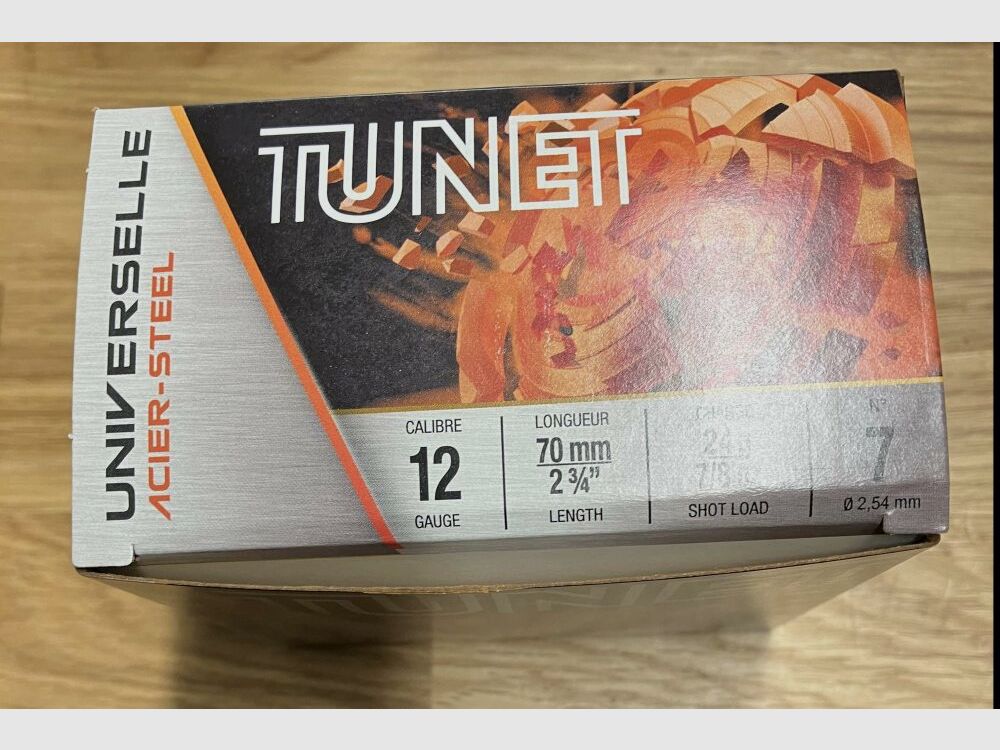 TUNET
UNIVERSELLE
ACIER-STEEL
CALIBRE
12
GAUGE
LONGUEUR
70 mm
2 ¾”
LENGTH
SHOT LOAD
N°
7
Ø 2,54 mm